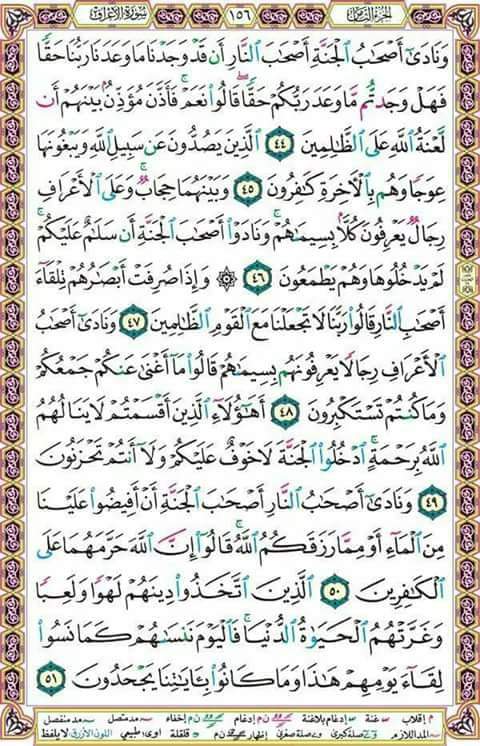 الجزء الثامن ١٥٦ سورة الأعراف
وَنَادَىٰٓ أَصْحَٰبُ ٱلْجَنَّةِ أَصْحَٰبَ ٱلنَّارِ أَن قَدْ وَجَدْنَا مَا وَعَدَنَا رَبُّنَا حَقًّا
فَهَلْ وَجَدتُّم مَّا وَعَدَ رَبُّكُمْ حَقًّا ۖ قَالُوا۟ نَعَمْ ۚ فَأَذَّنَ مُؤَذِّنٌۢ بَيْنَهُمْ أَن
لَّعْنَةُ ٱللَّهِ عَلَى ٱلظَّٰلِمِينَ ٤٤ ٱلَّذِينَ يَصُدُّونَ عَن سَبِيلِ ٱللَّهِ وَيَبْغُونَهَا
عِوَجًا وَهُم بِٱلْءَاخِرَةِ كَٰفِرُونَ ٤٥ وَبَيْنَهُمَا حِجَابٌ ۚ وَعَلَى ٱلْأَعْرَافِ
رِجَالٌ يَعْرِفُونَ كُلًّۢا بِسِيمَىٰهُمْ ۚ وَنَادَوْا۟ أَصْحَٰبَ ٱلْجَنَّةِ أَن سَلَٰمٌ عَلَيْكُمْ ۚ
لَمْ يَدْخُلُوهَا وَهُمْ يَطْمَعُونَ ٤٦ ۞ وَإِذَا صُرِفَتْ أَبْصَٰرُهُمْ تِلْقَآءَ
أَصْحَٰبِ ٱلنَّارِ قَالُوا۟ رَبَّنَا لَا تَجْعَلْنَا مَعَ ٱلْقَوْمِ ٱلظَّٰلِمِينَ ٤٧ وَنَادَىٰٓ أَصْحَٰبُ
ٱلْأَعْرَافِ رِجَالًا يَعْرِفُونَهُم بِسِيمَىٰهُمْ قَالُوا۟ مَآ أَغْنَىٰ عَنكُمْ جَمْعُكُمْ
وَمَا كُنتُمْ تَسْتَكْبِرُونَ ٤٨ أَهَٰٓؤُلَآءِ ٱلَّذِينَ أَقْسَمْتُمْ لَا يَنَالُهُمُ
ٱللَّهُ بِرَحْمَةٍ ۚ ٱدْخُلُوا۟ ٱلْجَنَّةَ لَا خَوْفٌ عَلَيْكُمْ وَلَآ أَنتُمْ تَحْزَنُونَ
٤٩ وَنَادَىٰٓ أَصْحَٰبُ ٱلنَّارِ أَصْحَٰبَ ٱلْجَنَّةِ أَنْ أَفِيضُوا۟ عَلَيْنَا
مِنَ ٱلْمَآءِ أَوْ مِمَّا رَزَقَكُمُ ٱللَّهُ ۚ قَالُوٓا۟ إِنَّ ٱللَّهَ حَرَّمَهُمَا عَلَى
ٱلْكَٰفِرِينَ ٥٠ ٱلَّذِينَ ٱتَّخَذُوا۟ دِينَهُمْ لَهْوًا وَلَعِبًا
وَغَرَّتْهُمُ ٱلْحَيَوٰةُ ٱلدُّنْيَا ۚ فَٱلْيَوْمَ نَنسَىٰهُمْ كَمَا نَسُوا۟
لِقَآءَ يَوْمِهِمْ هَٰذَا وَمَا كَانُوا۟ بِـَٔايَٰتِنَا يَجْحَدُونَ ٥١
م إقلاب غنة إدغام بلاغنة ن م إدغام ن م إخفاء مد متصل مد منفصل
المد اللازم صلة كبرى صلة صغرى إظهار ن م قلقلة اوى: طبيعي اللون الأزرق لا يلفظ